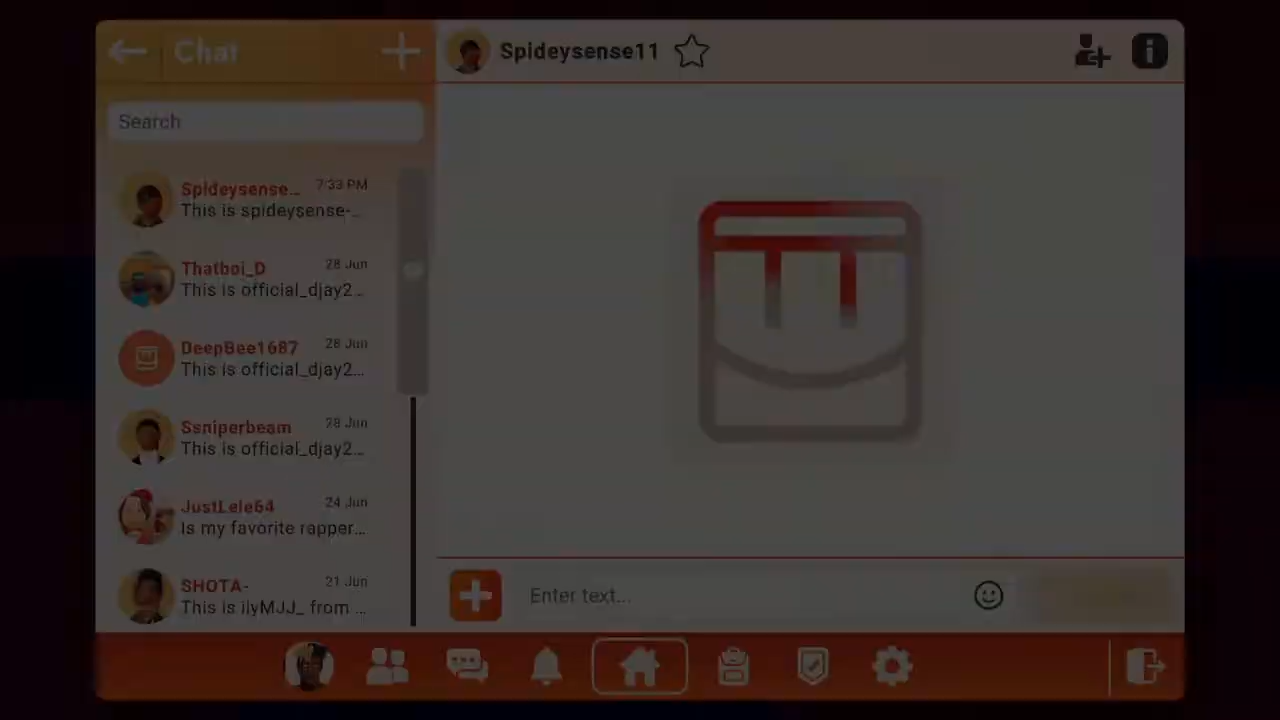 Chat
Spideysense11
Search
Spideysense... 7:33 PM
This is spideysense-...
Thatboi_D 28 Jun
This is official_djay2...
DeepBee1687 28 Jun
This is official_djay2...
Ssniperbeam 28 Jun
This is official_djay2...
JustLele64 24 Jun
Is my favorite rapper...
SHOTA- 21 Jun
This is iiyMJJ_ from ...
Enter text...